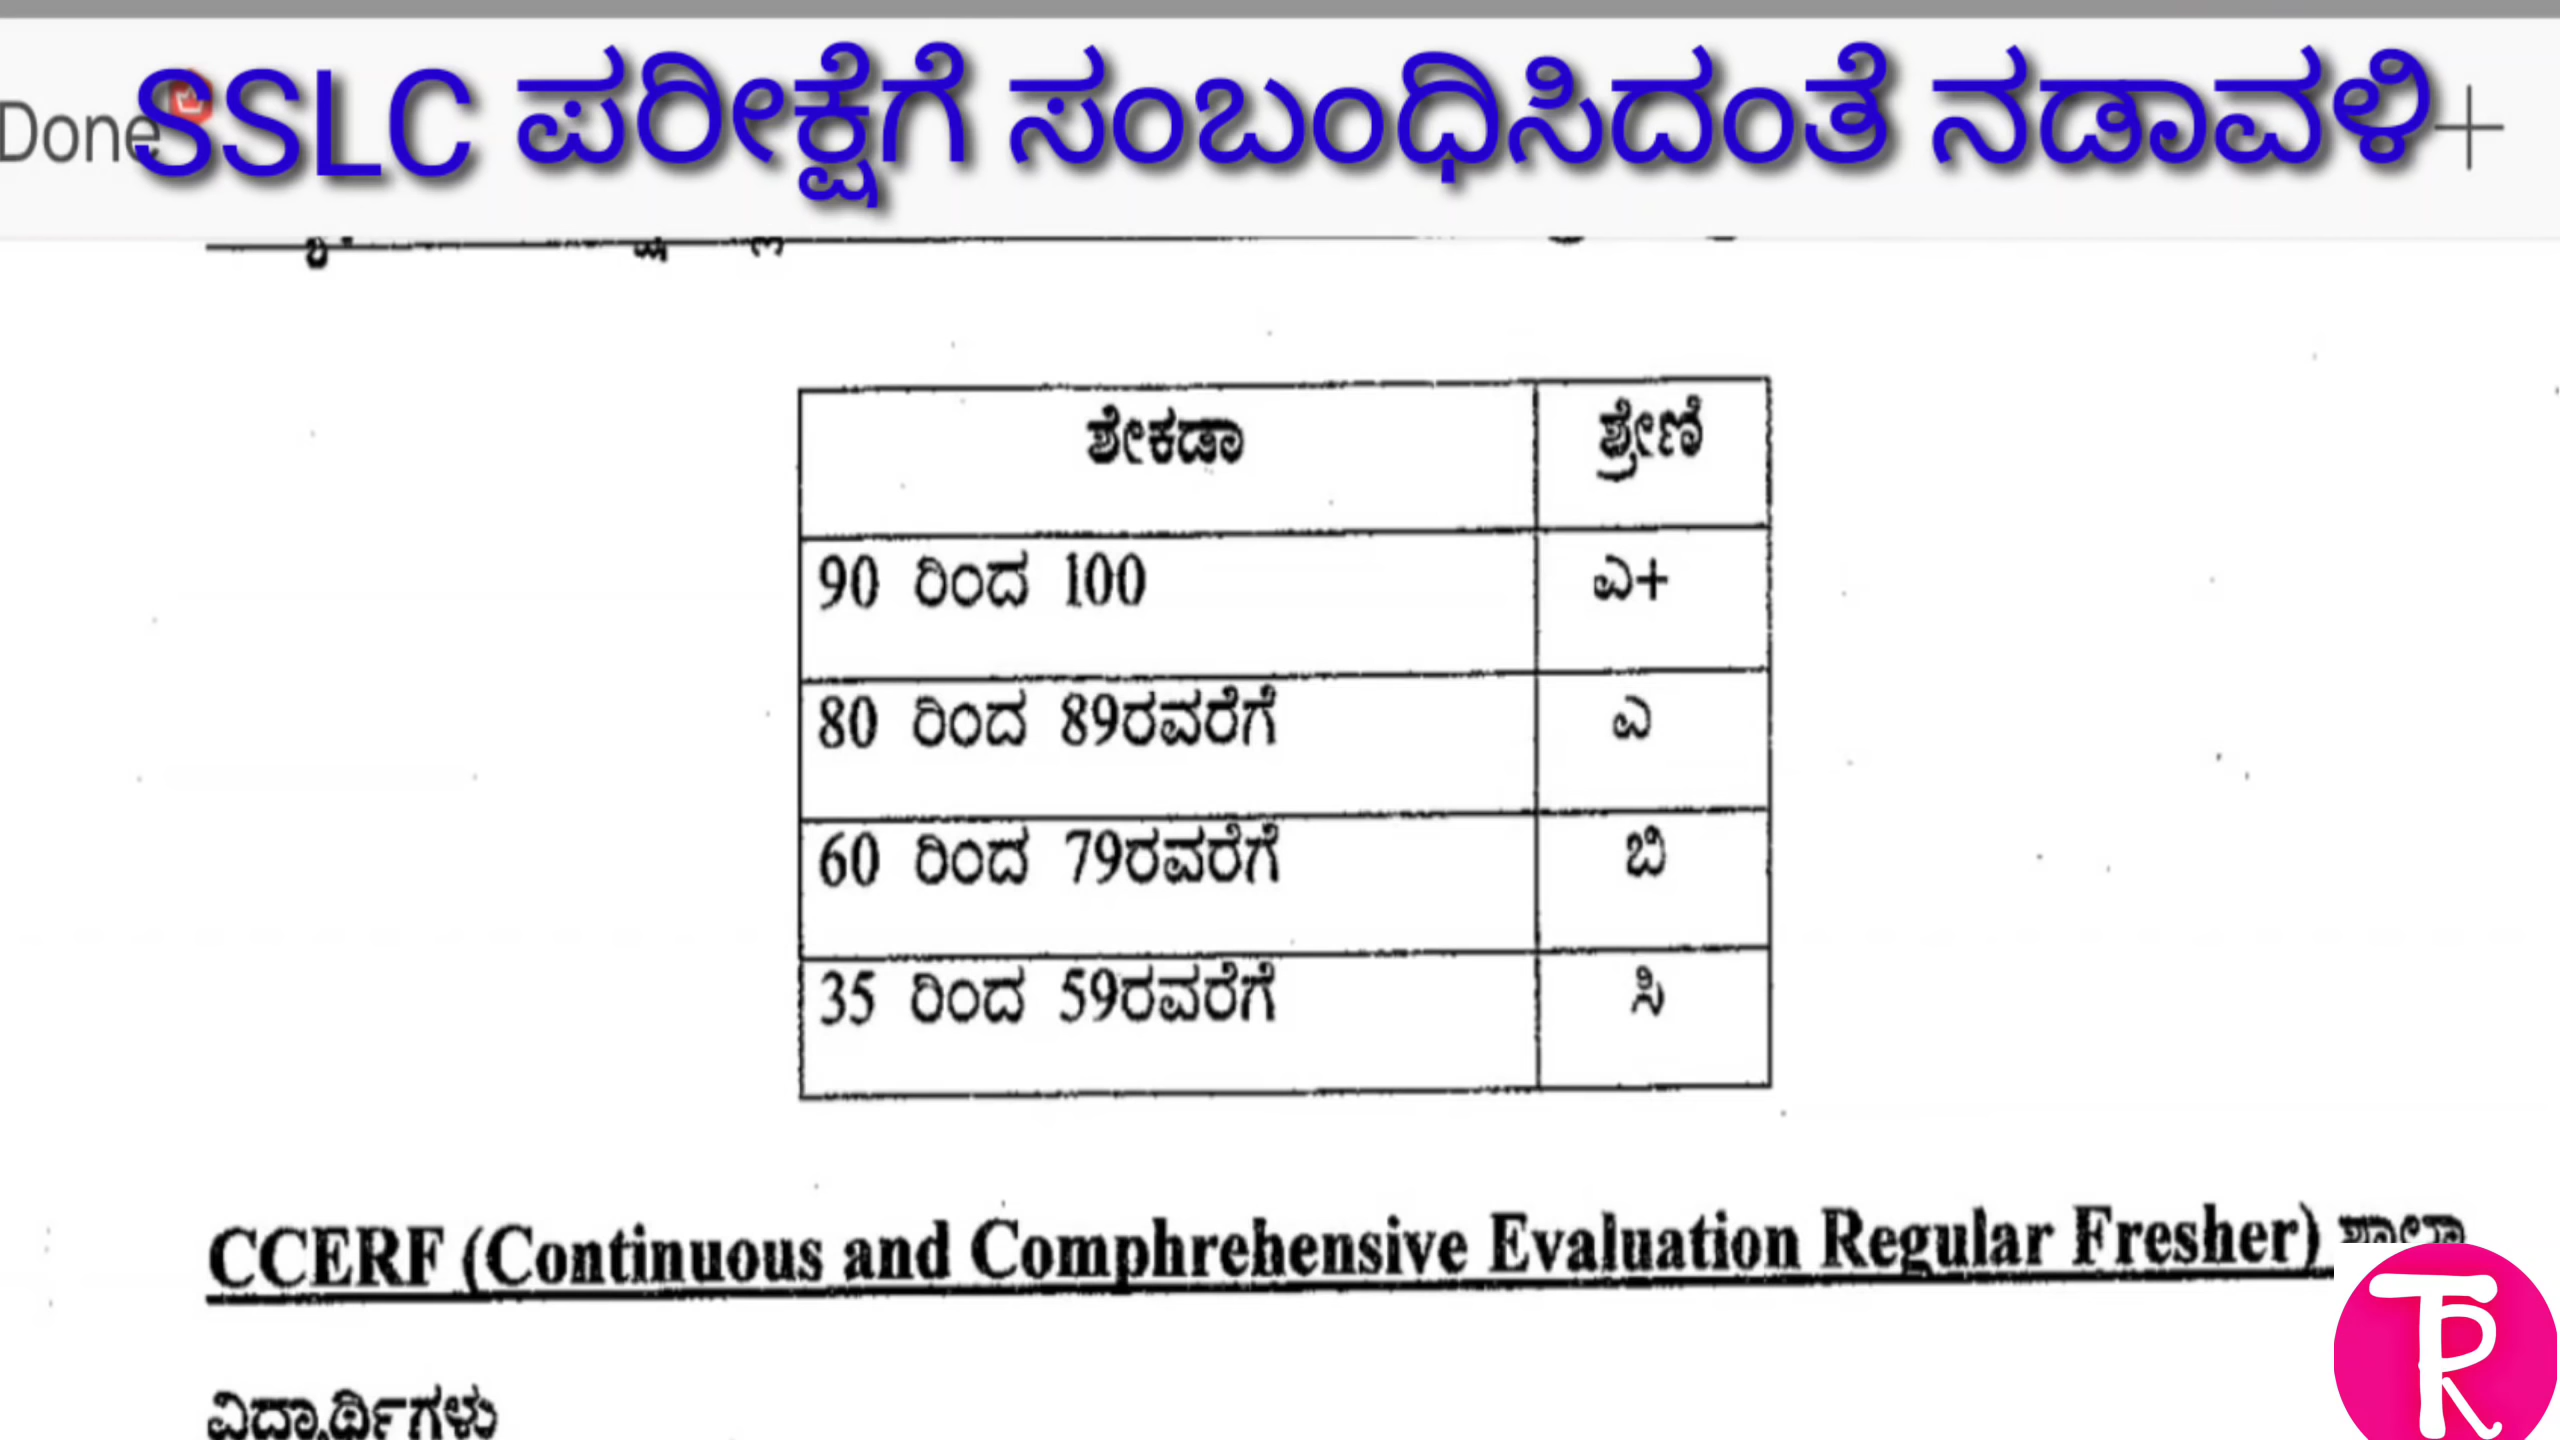 SSLC ಪರೀಕ್ಷೆಗೆ ಸಂಬಂಧಿಸಿದಂತೆ ನಡಾವಳಿ
Done
ಶೇಕಡಾ ಶ್ರೇಣಿ
90 ರಿಂದ 100 ಎ+
80 ರಿಂದ 89ರವರೆಗೆ ಎ
60 ರಿಂದ 79ರವರೆಗೆ ಬಿ
35 ರಿಂದ 59ರವರೆಗೆ ಸಿ
CCERF (Continuous and Comphrehensive Evaluation Regular Fresher) ಶಾಲಾ
ವಿದ್ಯಾರ್ಥಿಗಳು
TR